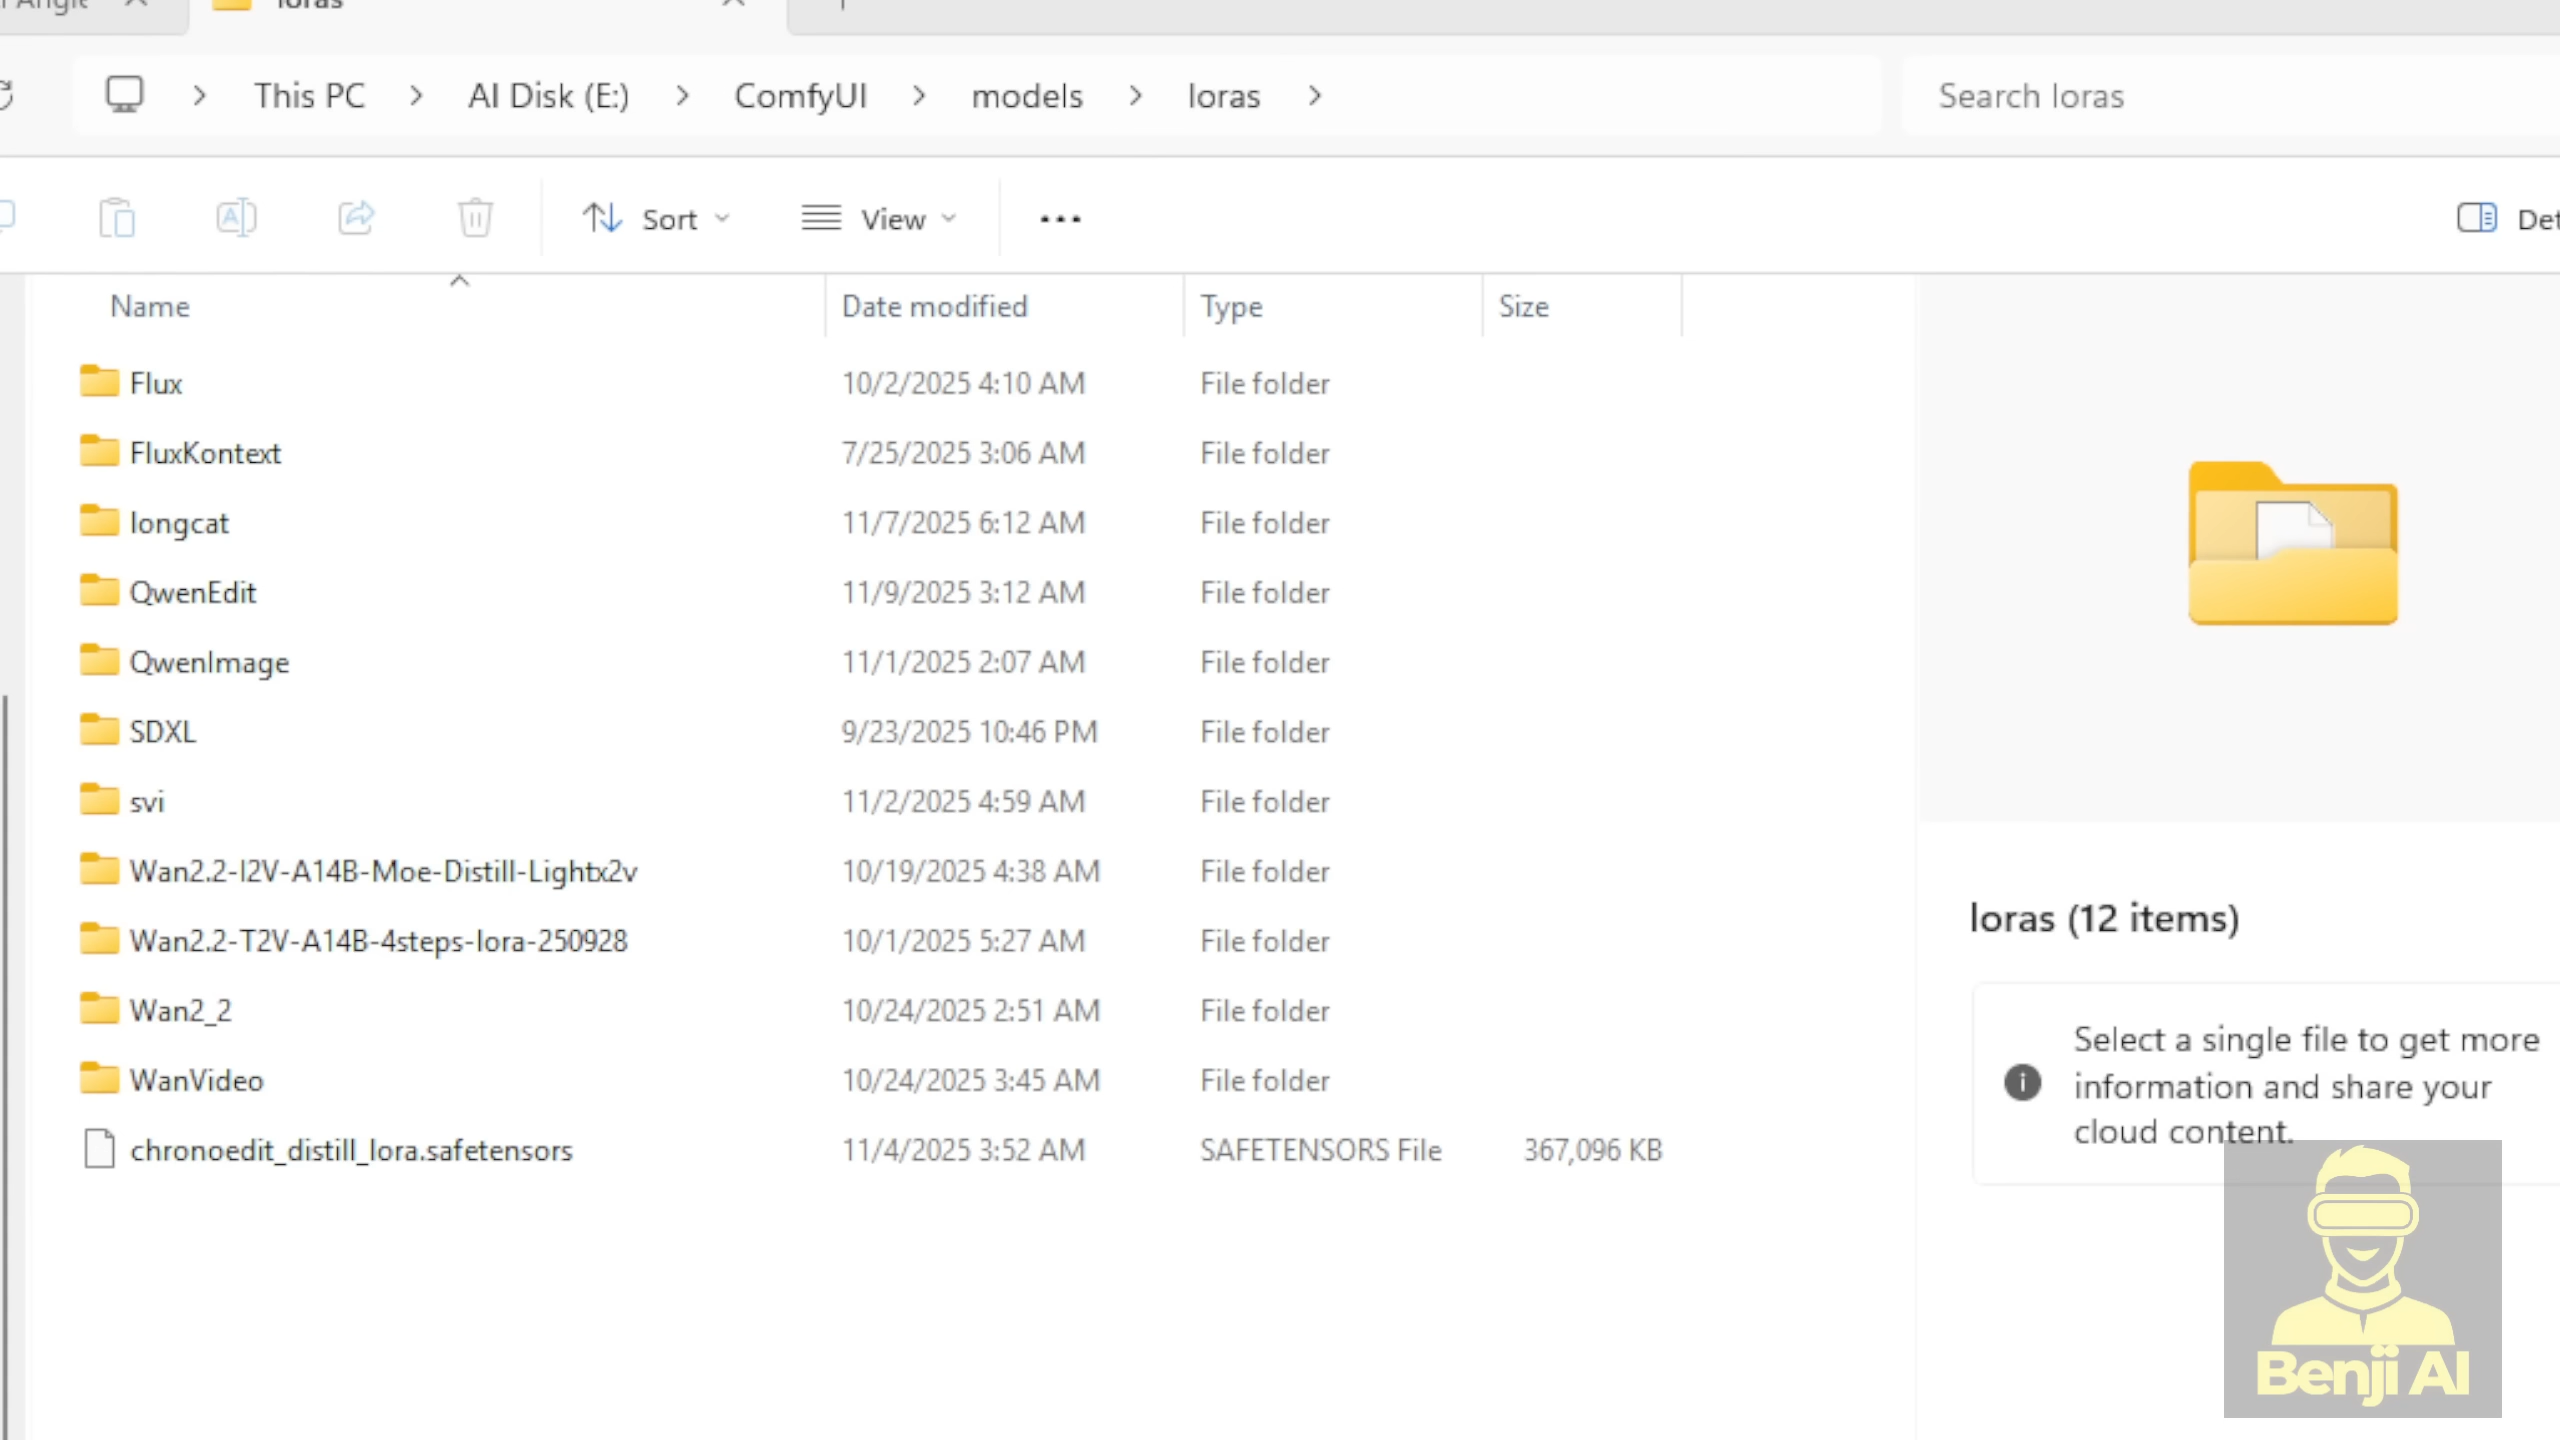 loras
This PC > AI Disk (E:) > ComfyUI > models > loras >
Search loras
Sort
View
Name Date modified Type Size
Flux 10/2/2025 4:10 AM File folder
FluxKontext 7/25/2025 3:06 AM File folder
longcat 11/7/2025 6:12 AM File folder
QwenEdit 11/9/2025 3:12 AM File folder
QwenImage 11/1/2025 2:07 AM File folder
SDXL 9/23/2025 10:46 PM File folder
svi 11/2/2025 4:59 AM File folder
Wan2.2-I2V-A14B-Moe-Distill-Lightx2v 10/19/2025 4:38 AM File folder
Wan2.2-T2V-A14B-4steps-lora-250928 10/1/2025 5:27 AM File folder
Wan2_2 10/24/2025 2:51 AM File folder
WanVideo 10/24/2025 3:45 AM File folder
chronoedit_distill_lora.safetensors 11/4/2025 3:52 AM SAFETENSORS File 367,096 KB
loras (12 items)
Select a single file to get more
information and share your
cloud content.
Benji AI